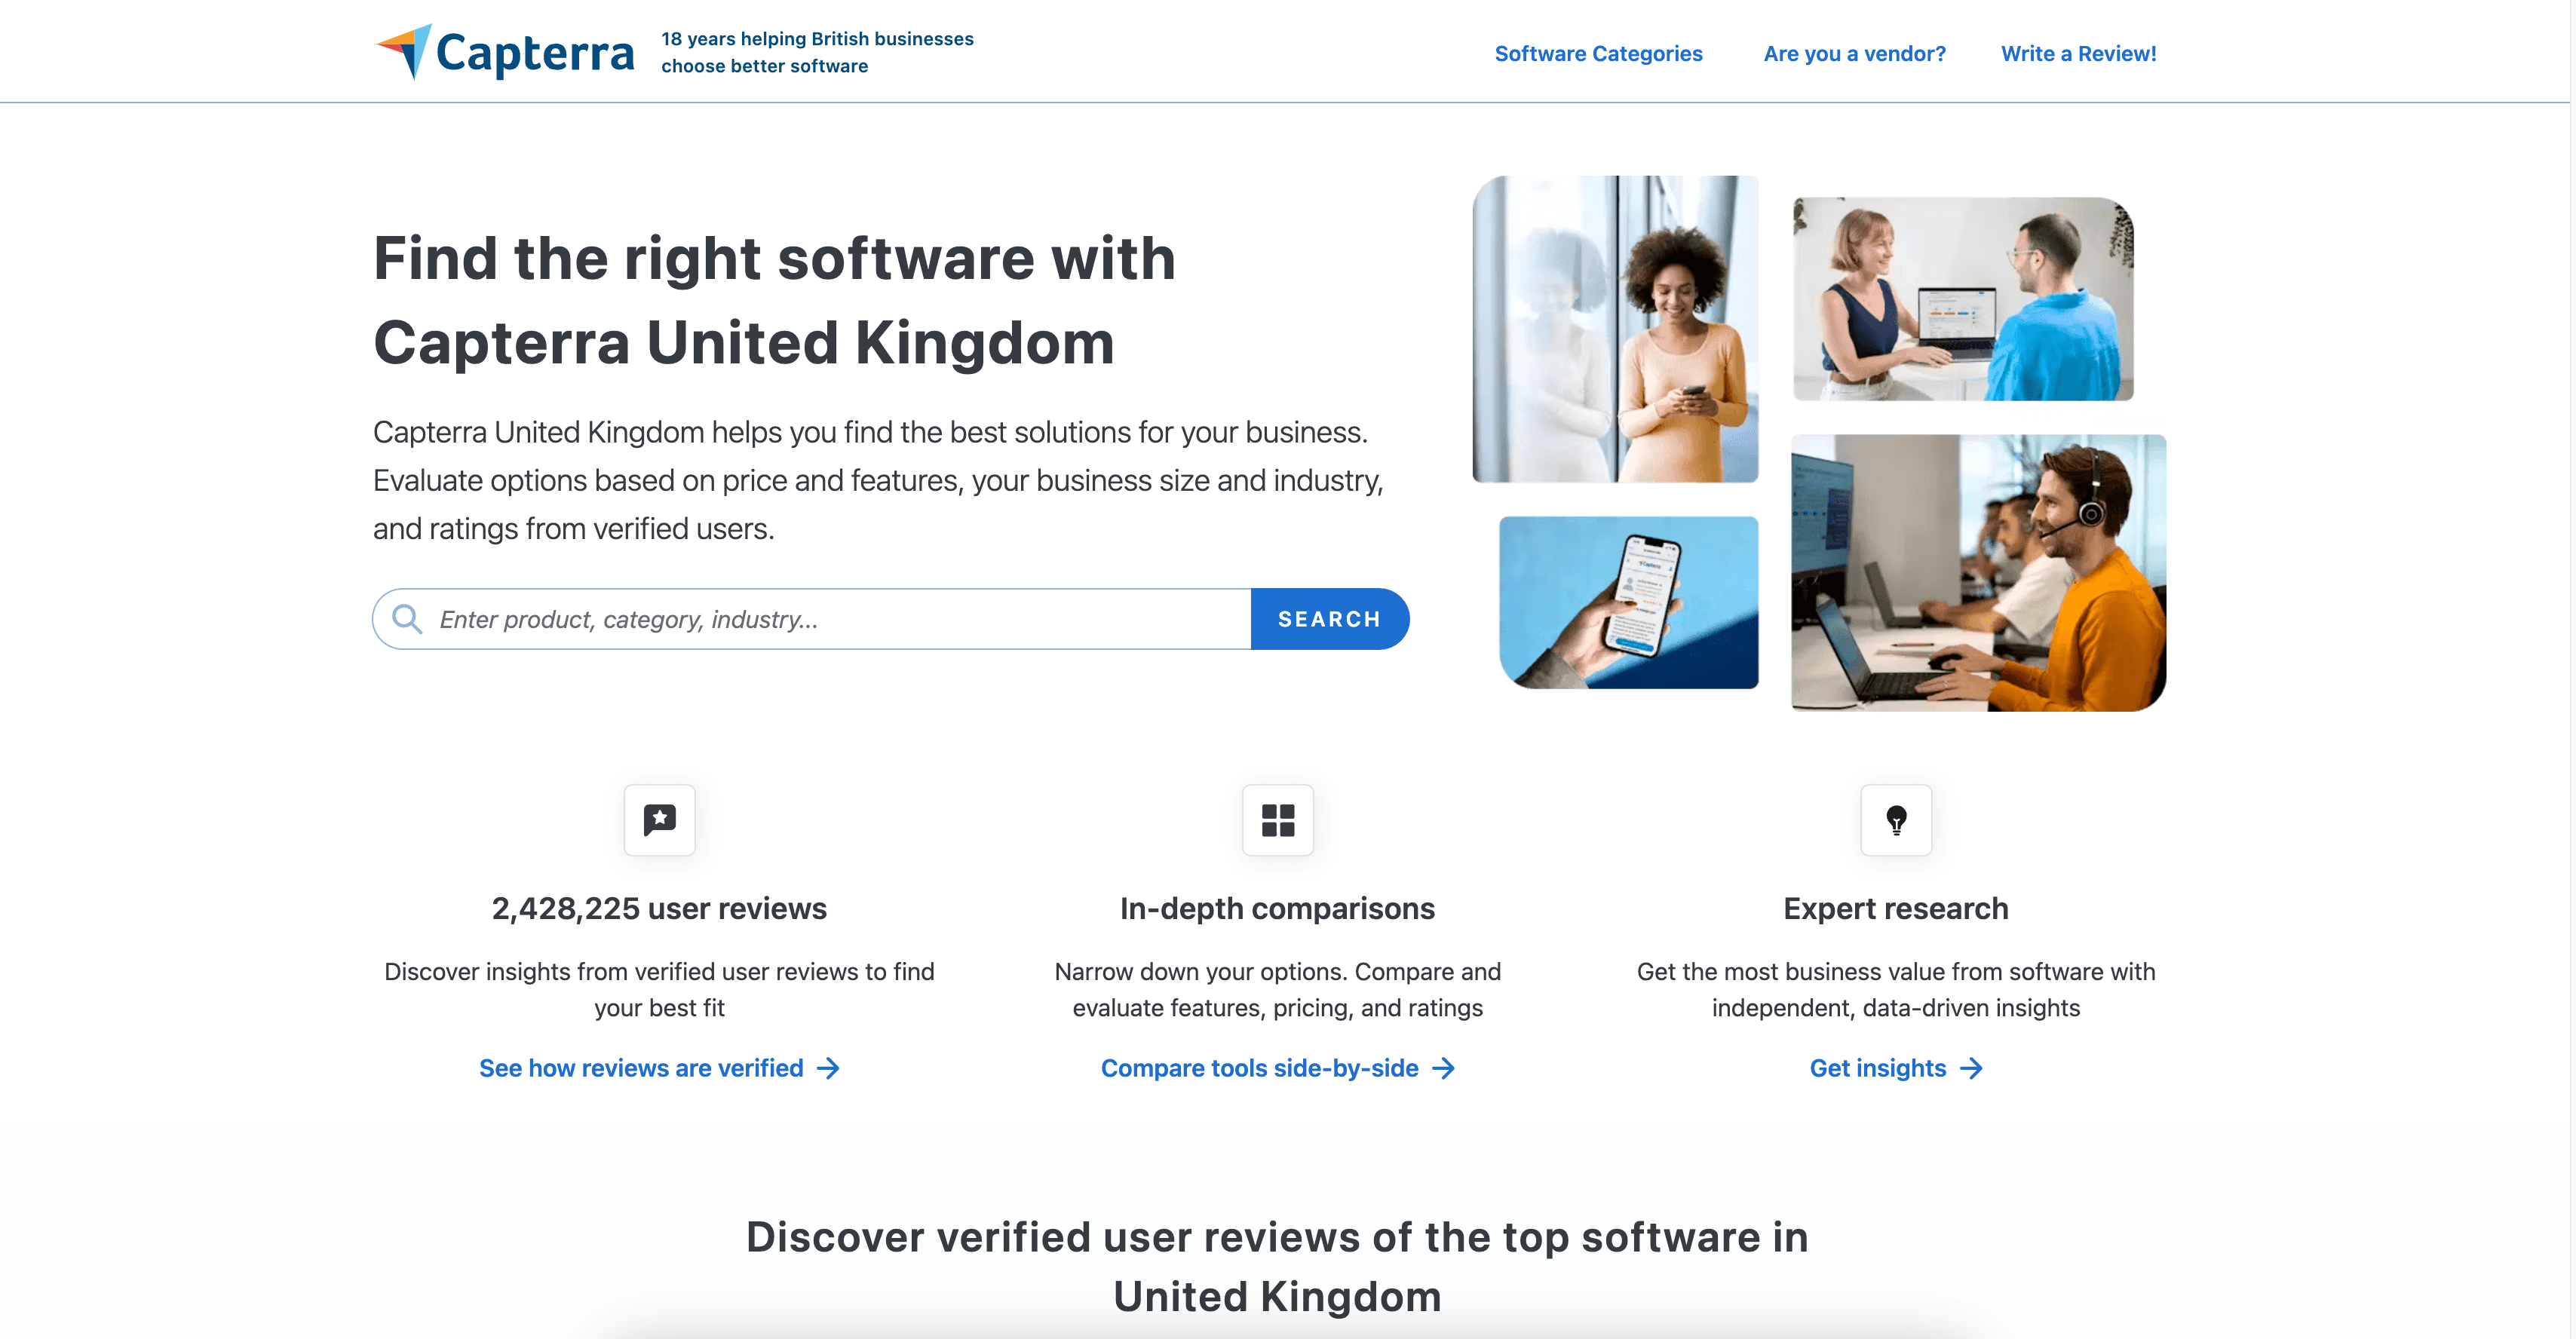 Capterra
18 years helping British businesses
choose better software
Software Categories
Are you a vendor?
Write a Review!
Find the right software with
Capterra United Kingdom
Capterra United Kingdom helps you find the best solutions for your business.
Evaluate options based on price and features, your business size and industry,
and ratings from verified users.
Enter product, category, industry...
SEARCH
Capterra
2,428,225 user reviews
Discover insights from verified user reviews to find
your best fit
See how reviews are verified
In-depth comparisons
Narrow down your options. Compare and
evaluate features, pricing, and ratings
Compare tools side-by-side
Expert research
Get the most business value from software with
independent, data-driven insights
Get insights
Discover verified user reviews of the top software in
United Kingdom